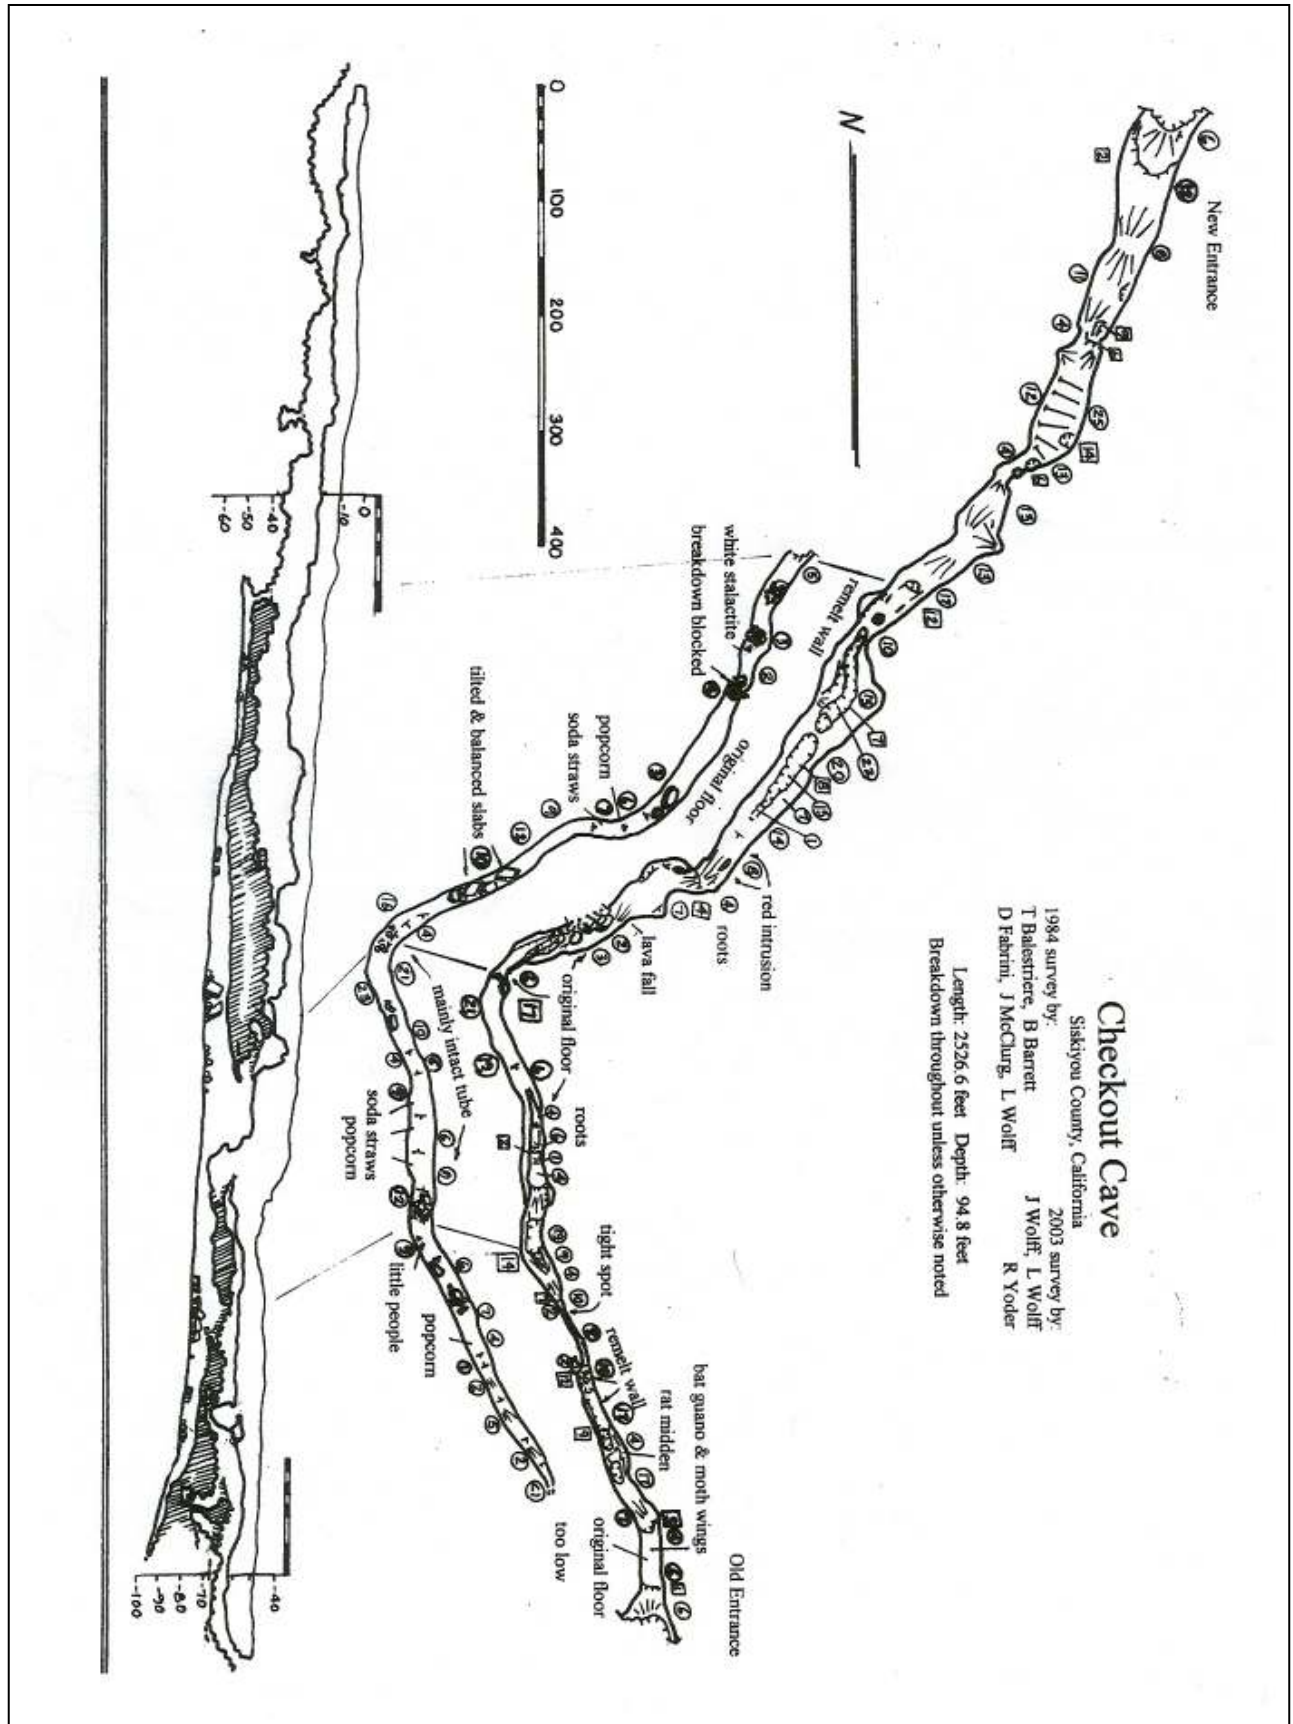 Checkout Cave
Siskiyou County, California
1984 survey by:
T Balestriere, B Barrett
D Fabrini, J McClurg, L Wolff
2003 survey by:
J Wolff, L Wolff
R Yoder
Length: 2526.6 feet Depth: 94.8 feet
Breakdown throughout unless otherwise noted
New Entrance
N
0 100 200 300 400
remelt wall
white stalactite
breakdown blocked
original floor
popcorn
soda straws
tilted & balanced slabs
red intrusion
roots
lava fall
original floor
mainly intact tube
roots
soda straws
popcorn
tight spot
little people
popcorn
remelt wall
rat midden
bat guano & moth wings
Old Entrance
original floor
too low
0
-10
-40
-50
-60
-40
-70
-80
-90
-100